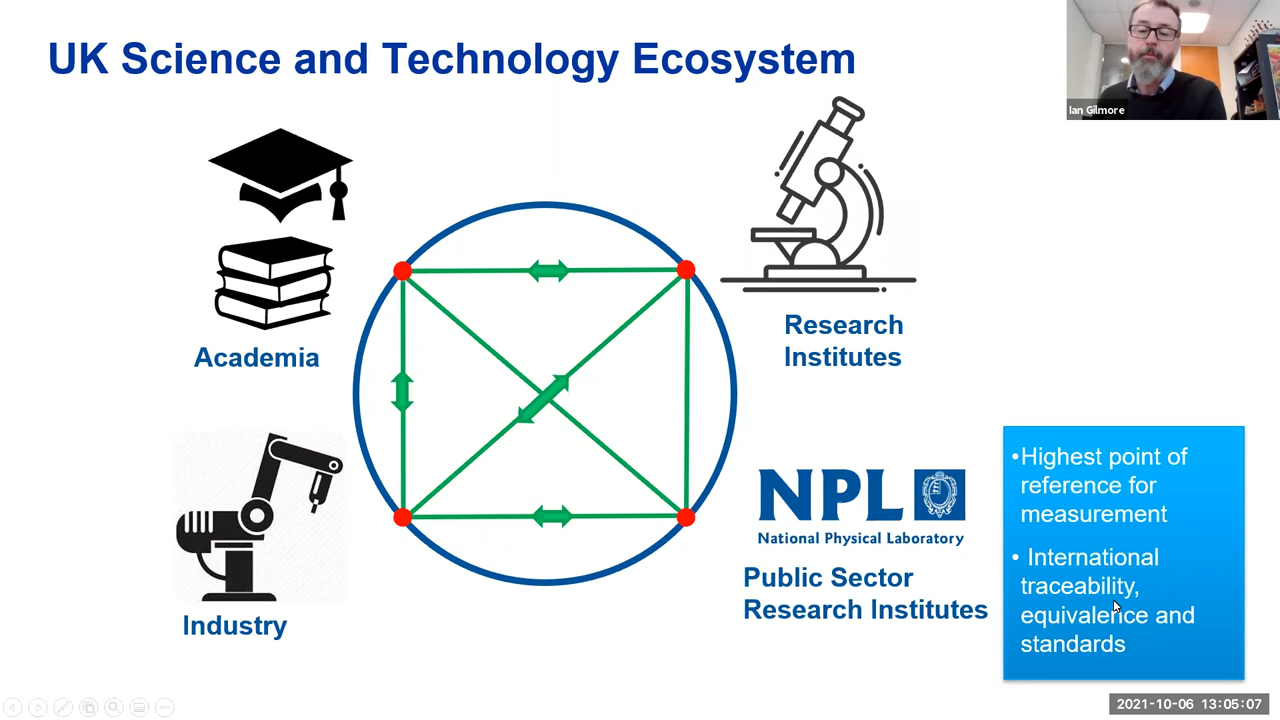 UK Science and Technology Ecosystem
Ian Gilmore
Academia
Research
Institutes
Industry
NPL
National Physical Laboratory
Public Sector
Research Institutes
•Highest point of
reference for
measurement
• International
traceability,
equivalence and
standards
2021-10-06 13:05:07